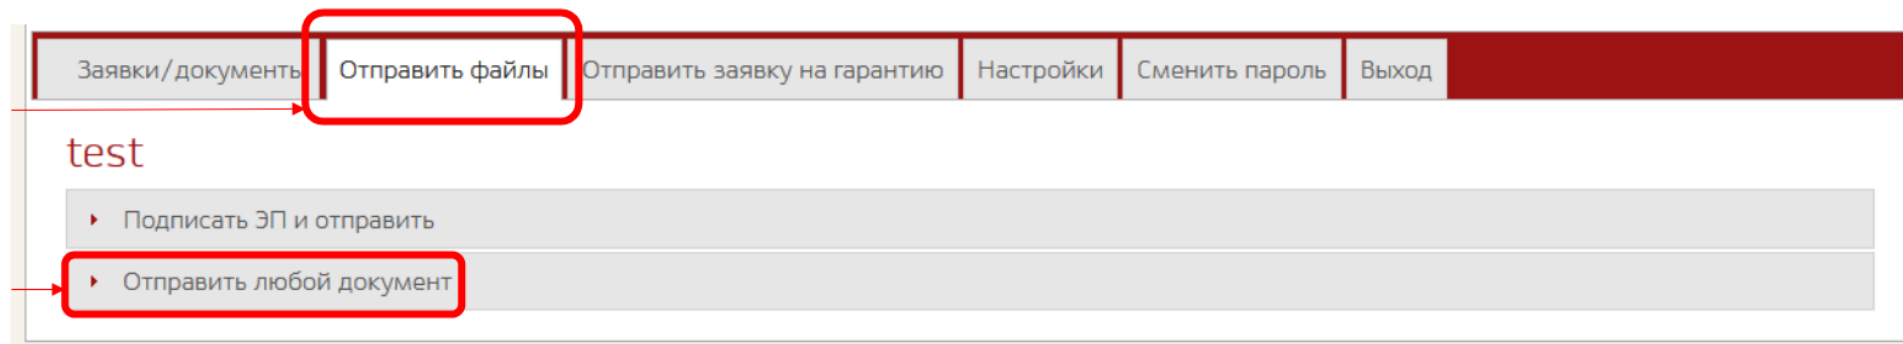 Заявки/документы Отправить файлы Отправить заявку на гарантию Настройки Сменить пароль Выход
test
Подписать ЭП и отправить
Отправить любой документ